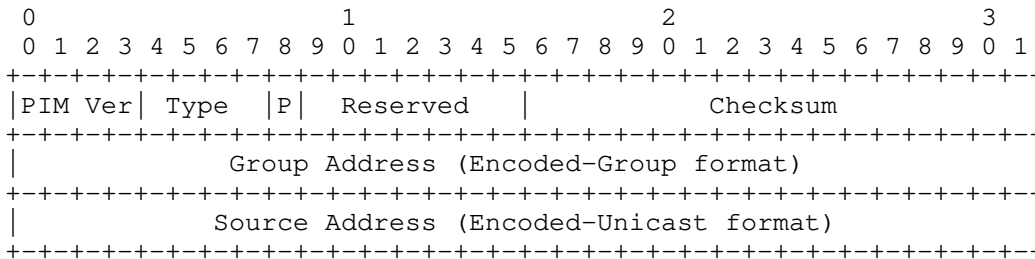 0                   1                   2                   3
 0 1 2 3 4 5 6 7 8 9 0 1 2 3 4 5 6 7 8 9 0 1 2 3 4 5 6 7 8 9 0 1
+-+-+-+-+-+-+-+-+-+-+-+-+-+-+-+-+-+-+-+-+-+-+-+-+-+-+-+-+-+-+-+-
|PIM Ver| Type  |P|  Reserved   |           Checksum
+-+-+-+-+-+-+-+-+-+-+-+-+-+-+-+-+-+-+-+-+-+-+-+-+-+-+-+-+-+-+-+-
|             Group Address (Encoded-Group format)
+-+-+-+-+-+-+-+-+-+-+-+-+-+-+-+-+-+-+-+-+-+-+-+-+-+-+-+-+-+-+-+-
|            Source Address (Encoded-Unicast format)
+-+-+-+-+-+-+-+-+-+-+-+-+-+-+-+-+-+-+-+-+-+-+-+-+-+-+-+-+-+-+-+-